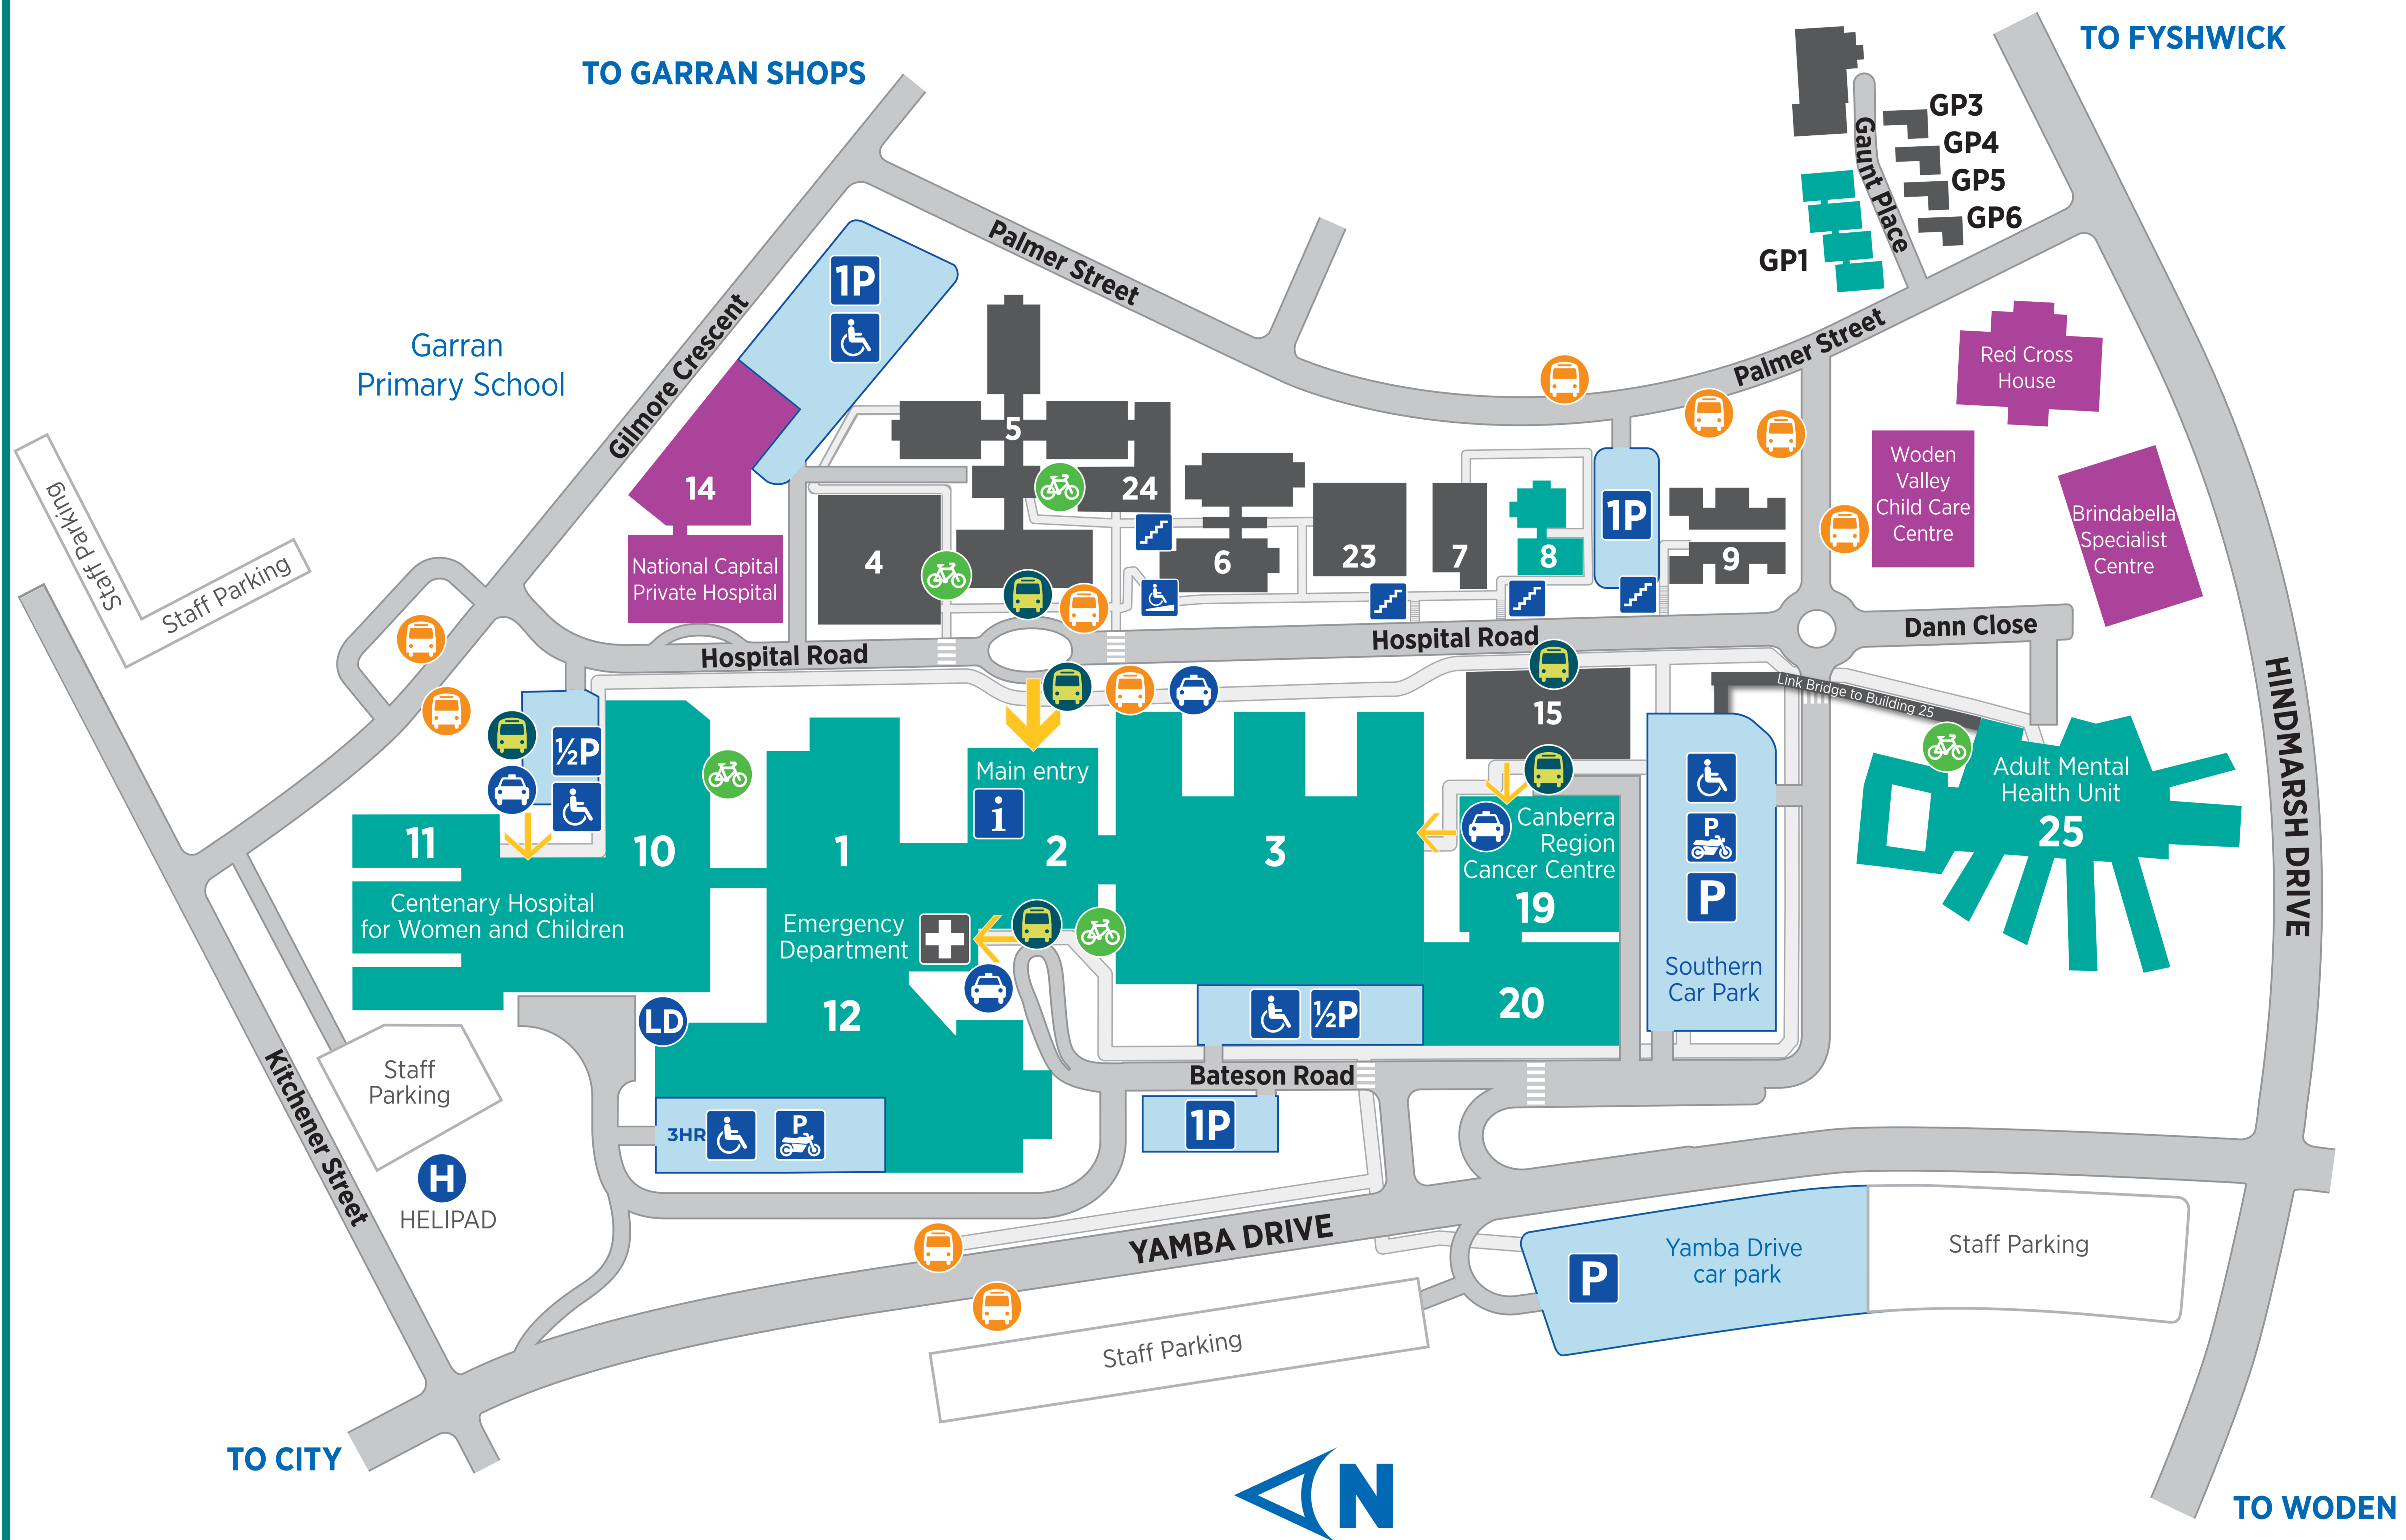 TO FYSHWICK
TO GARRAN SHOPS
GP3
GP4
GP5
GP6
GP1
Gaunt Place
Palmer Street
Palmer Street
Gilmore Crescent
1P
Garran
Primary School
Red Cross
House
Woden
Valley
Child Care
Centre
Brindabella
Specialist
Centre
5
14
24
1P
National Capital
Private Hospital
4
6
23
7
8
9
Staff Parking
Staff Parking
Hospital Road
Hospital Road
Dann Close
HINDMARSH DRIVE
Link Bridge to Building 25
15
½P
Main entry
i
P
P
Adult Mental
Health Unit
25
11
10
1
2
3
Canberra
Region
Cancer Centre
19
Centenary Hospital
for Women and Children
Emergency
Department
Southern
Car Park
LD
12
½P
20
Staff
Parking
Kitchener Street
Bateson Road
3HR
P
1P
H
HELIPAD
YAMBA DRIVE
P
Yamba Drive
car park
Staff Parking
Staff Parking
TO CITY
N
TO WODEN